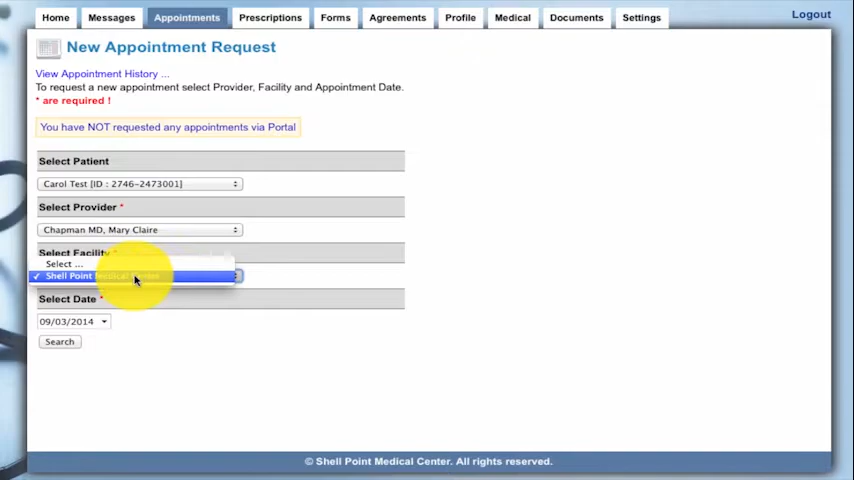 Home Messages Appointments Prescriptions Forms Agreements Profile Medical Documents Settings Logout
New Appointment Request
View Appointment History ...
To request a new appointment select Provider, Facility and Appointment Date.
* are required !
You have NOT requested any appointments via Portal
Select Patient
Carol Test [ID : 2746-2473001]
Select Provider *
Chapman MD, Mary Claire
Select Facility *
Select ...
✓ Shell Point Medical Center
Select Date *
09/03/2014
Search
© Shell Point Medical Center. All rights reserved.